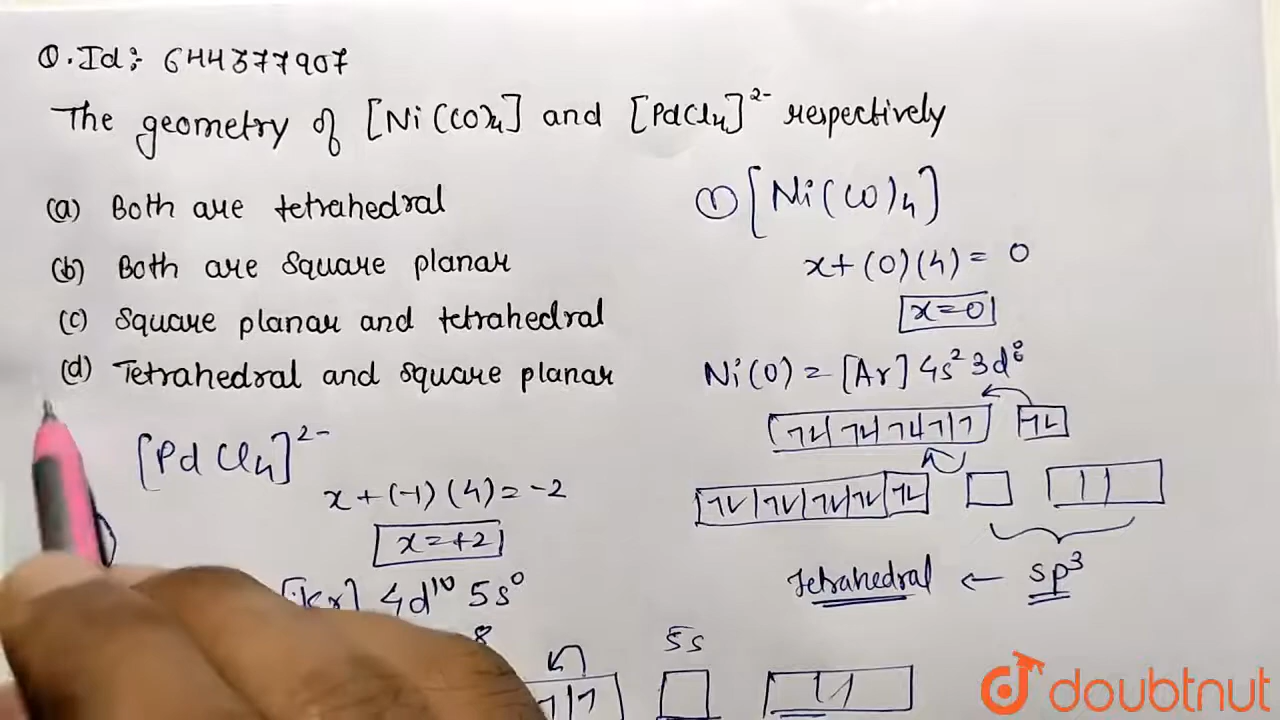 Q.Id: 644377907
The geometry of [Ni(CO)4] and [PdCl4]2- respectively
(a) Both are tetrahedral
(b) Both are square planar
(c) Square planar and tetrahedral
(d) Tetrahedral and square planar
① [Ni(CO)4]
x+(0)(4)=0
x=0
Ni(0)=[Ar]4s2 3d8
[PdCl4]2-
x+(-1)(4)=-2
x=+2
Tetrahedral ← sp3
[Kr] 4d10 5s0
8
5s
doubtnut